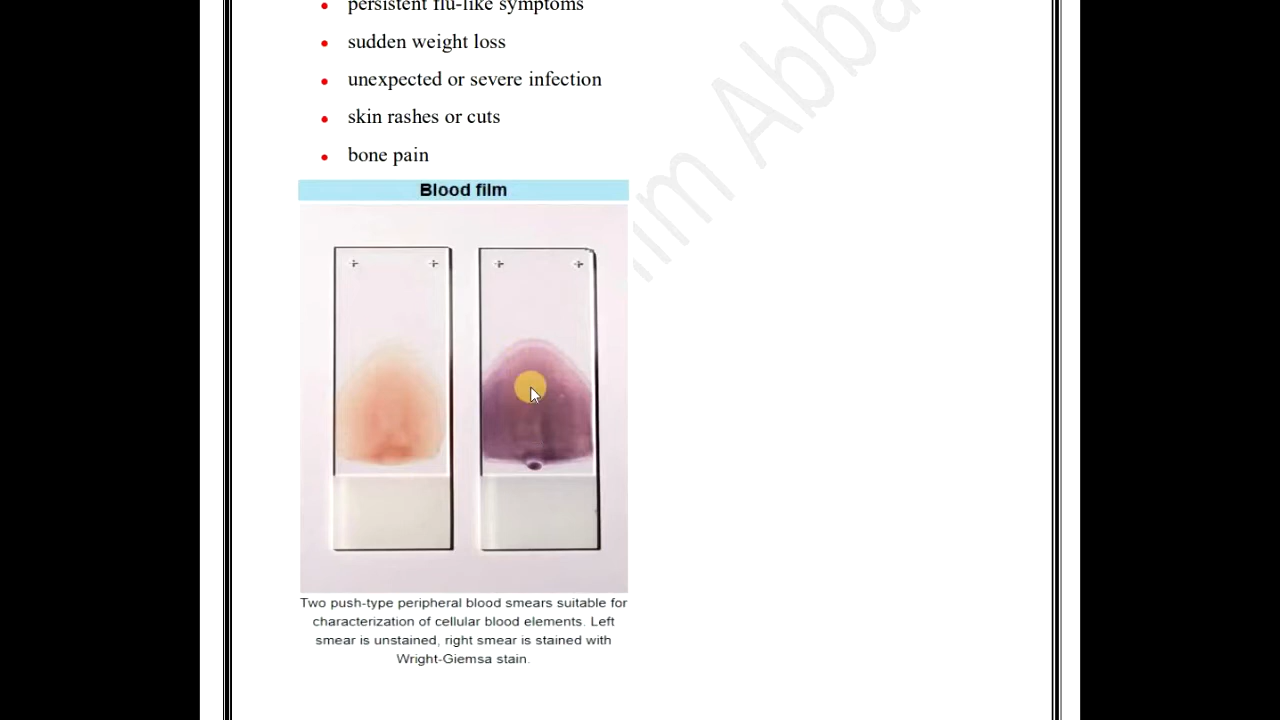 persistent flu-like symptoms
sudden weight loss
unexpected or severe infection
skin rashes or cuts
bone pain
Blood film
Two push-type peripheral blood smears suitable for
characterization of cellular blood elements. Left
smear is unstained, right smear is stained with
Wright-Giemsa stain.